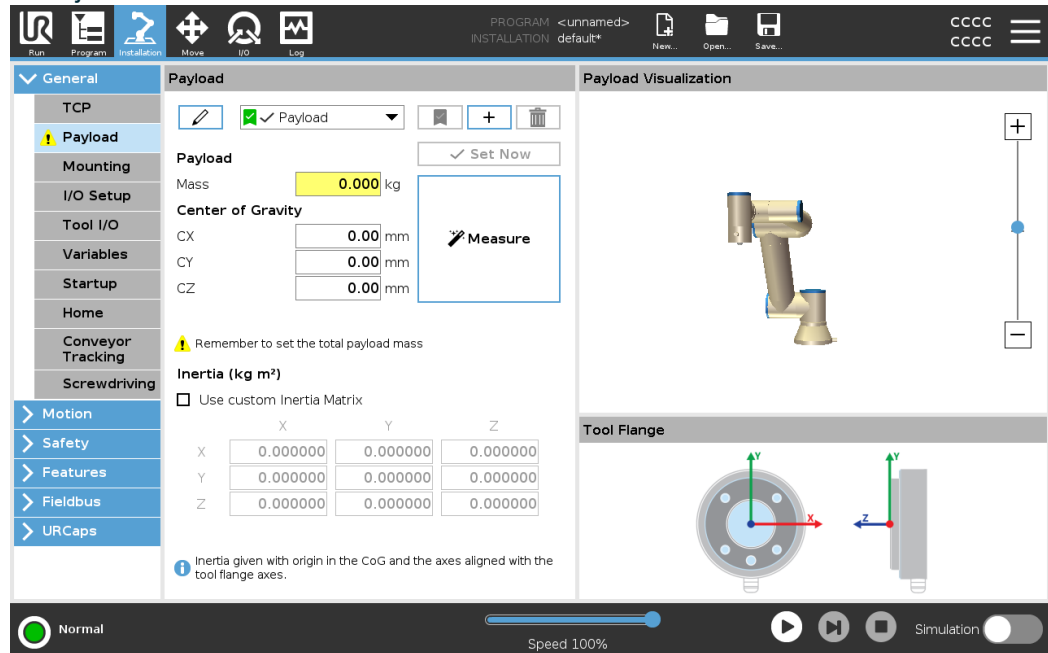 PROGRAM <unnamed>
INSTALLATION default*
CCCC
CCCC
Run Program Installation Move I/O Log New... Open... Save...
General
TCP
Payload
Mounting
I/O Setup
Tool I/O
Variables
Startup
Home
Conveyor
Tracking
Screwdriving
Motion
Safety
Features
Fieldbus
URCaps
Payload
Payload
Set Now
Payload
Mass 0.000 kg
Center of Gravity
CX 0.00 mm
CY 0.00 mm
CZ 0.00 mm
Measure
Remember to set the total payload mass
Inertia (kg m²)
Use custom Inertia Matrix
X Y Z
X 0.000000 0.000000 0.000000
Y 0.000000 0.000000 0.000000
Z 0.000000 0.000000 0.000000
Inertia given with origin in the CoG and the axes aligned with the
tool flange axes.
Payload Visualization
Tool Flange
Y
X
Y
Z
Normal
Speed 100%
Simulation